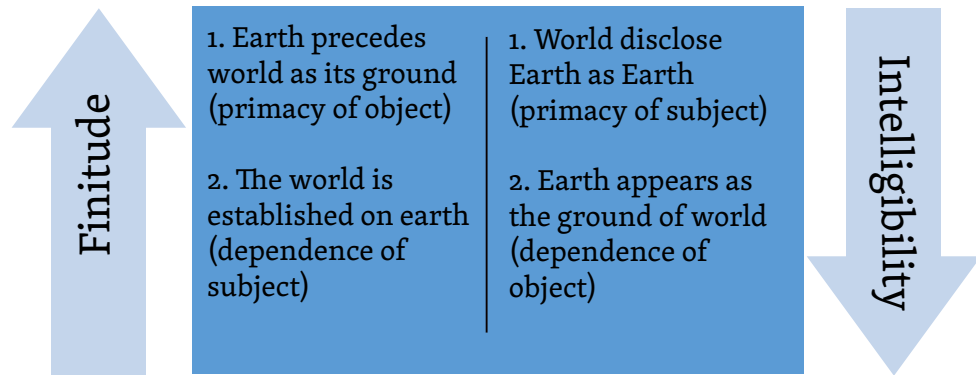 Finitude
1. Earth precedes
world as its ground
(primacy of object)
2. The world is
established on earth
(dependence of
subject)
1. World disclose
Earth as Earth
(primacy of subject)
2. Earth appears as
the ground of world
(dependence of
object)
Intelligibility